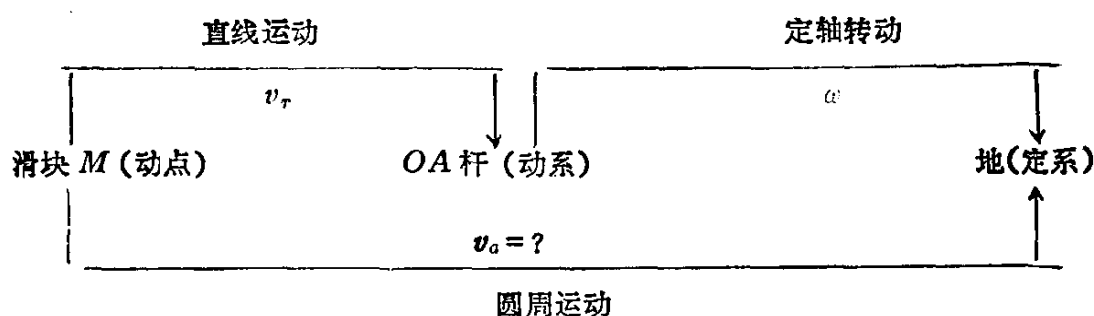 直线运动 定轴转动
v_r ω
滑块 M (动点) OA 杆 (动系) 地(定系)
v_a = ?
圆周运动